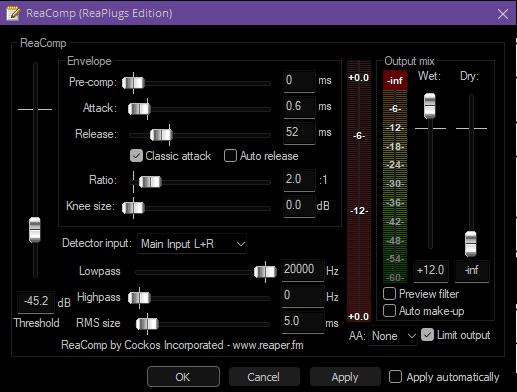 ReaComp (ReaPlugs Edition)
ReaComp
Envelope
Pre-comp: 0 ms
Attack: 0.6 ms
Release: 52 ms
Classic attack Auto release
Ratio: 2.0 :1
Knee size: 0.0 dB
Detector input: Main Input L+R
Lowpass 20000 Hz
Highpass 0 Hz
RMS size 5.0 ms
-45.2 dB
Threshold
ReaComp by Cockos Incorporated - www.reaper.fm
+0.0
-6-
-12-
+0.0
Output mix
Wet: Dry:
-inf
-6-
-12-
-18-
-24-
-30-
-36-
-42-
-48-
-54-
-60-
+12.0 -inf
Preview filter
Auto make-up
AA: None Limit output
OK Cancel Apply Apply automatically